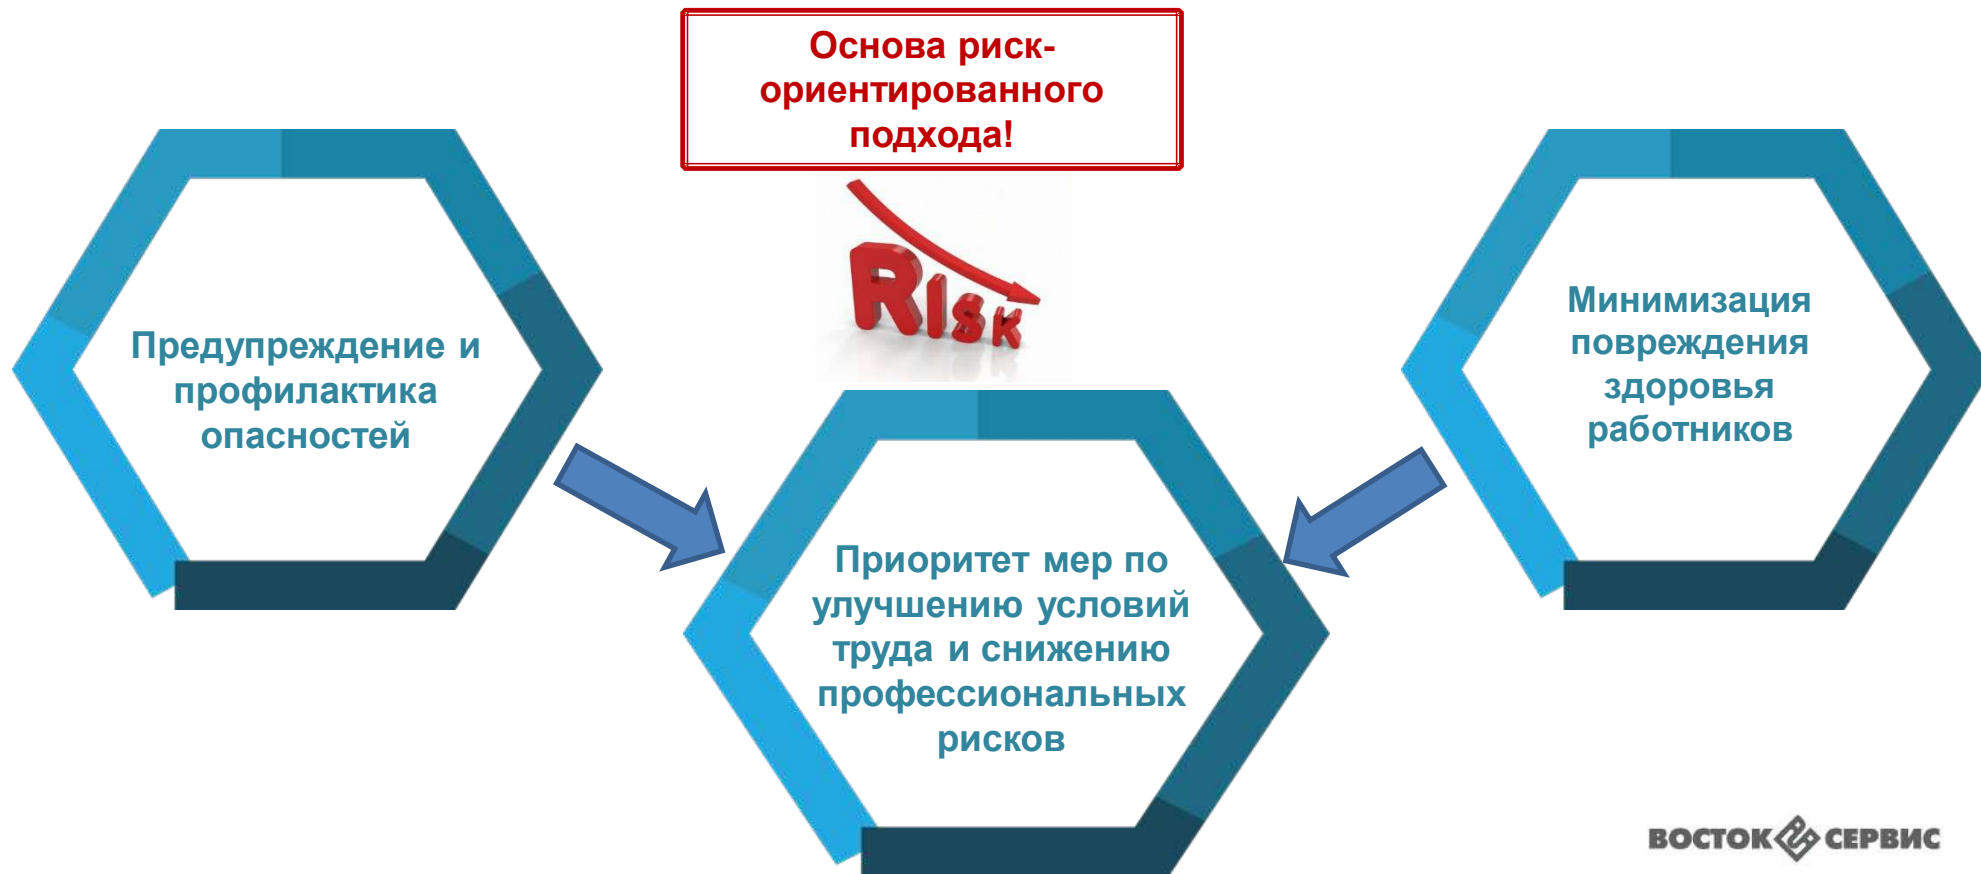 Основа риск-
ориентированного
подхода!
Risk
Предупреждение и
профилактика
опасностей
Минимизация
повреждения
здоровья
работников
Приоритет мер по
улучшению условий
труда и снижению
профессиональных
рисков
ВОСТОК СЕРВИС